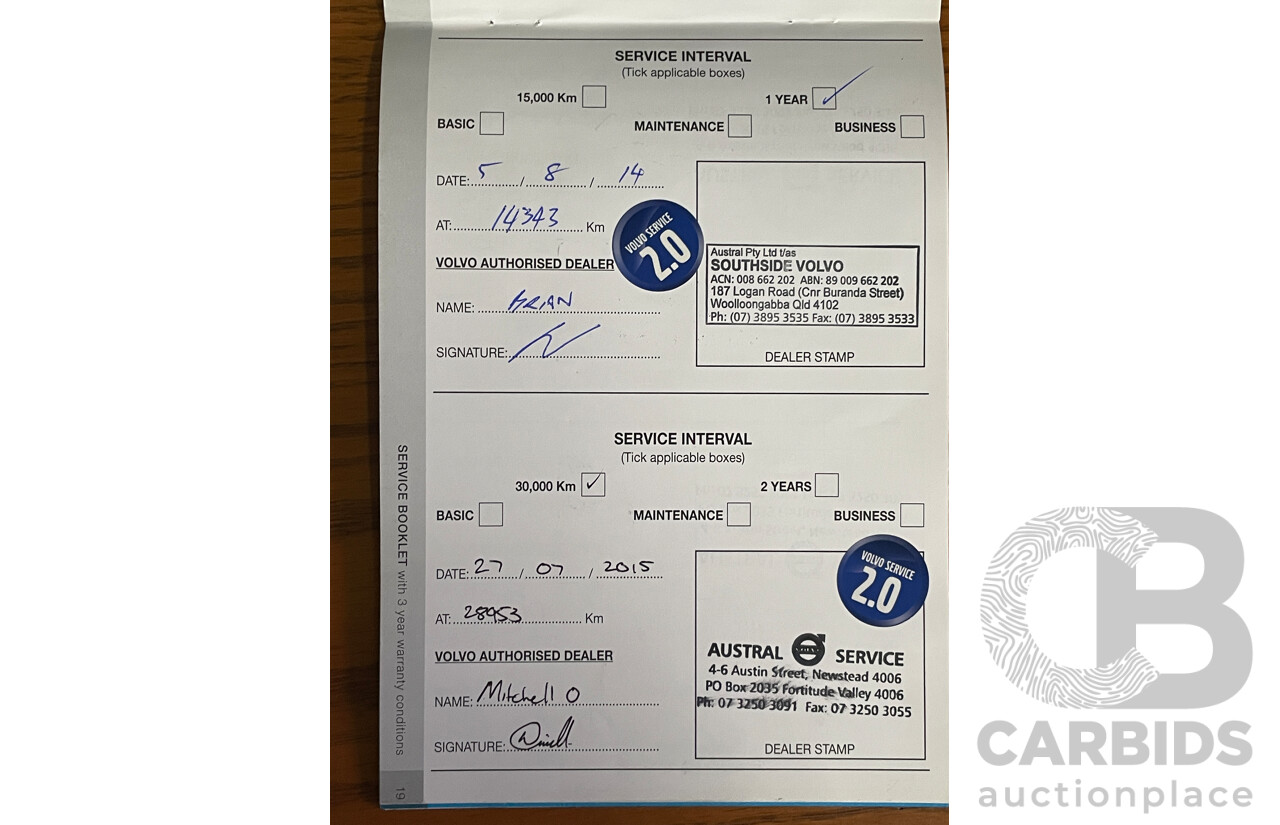 SERVICE INTERVAL
(Tick applicable boxes)
15,000 Km 1 YEAR
BASIC MAINTENANCE BUSINESS
DATE: 5 / 8 / 14
AT: 14343 Km
VOLVO AUTHORISED DEALER
NAME: BRIAN
SIGNATURE:
VOLVO SERVICE
2.0
Austral Pty Ltd t/as
SOUTHSIDE VOLVO
ACN: 008 662 202 ABN: 89 009 662 202
187 Logan Road (Cnr Buranda Street)
Woolloongabba Qld 4102
Ph: (07) 3895 3535 Fax: (07) 3895 3533
DEALER STAMP
SERVICE INTERVAL
(Tick applicable boxes)
30,000 Km 2 YEARS
BASIC MAINTENANCE BUSINESS
DATE: 27 / 07 / 2015
AT: 28953 Km
VOLVO AUTHORISED DEALER
NAME: Mitchell O
SIGNATURE:
VOLVO SERVICE
2.0
AUSTRAL VOLVO SERVICE
4-6 Austin Street, Newstead 4006
PO Box 2035 Fortitude Valley 4006
Ph: 07 3250 3091 Fax: 07 3250 3055
DEALER STAMP
SERVICE BOOKLET with 3 year warranty conditions
19
CB
CARBIDS
auctionplace